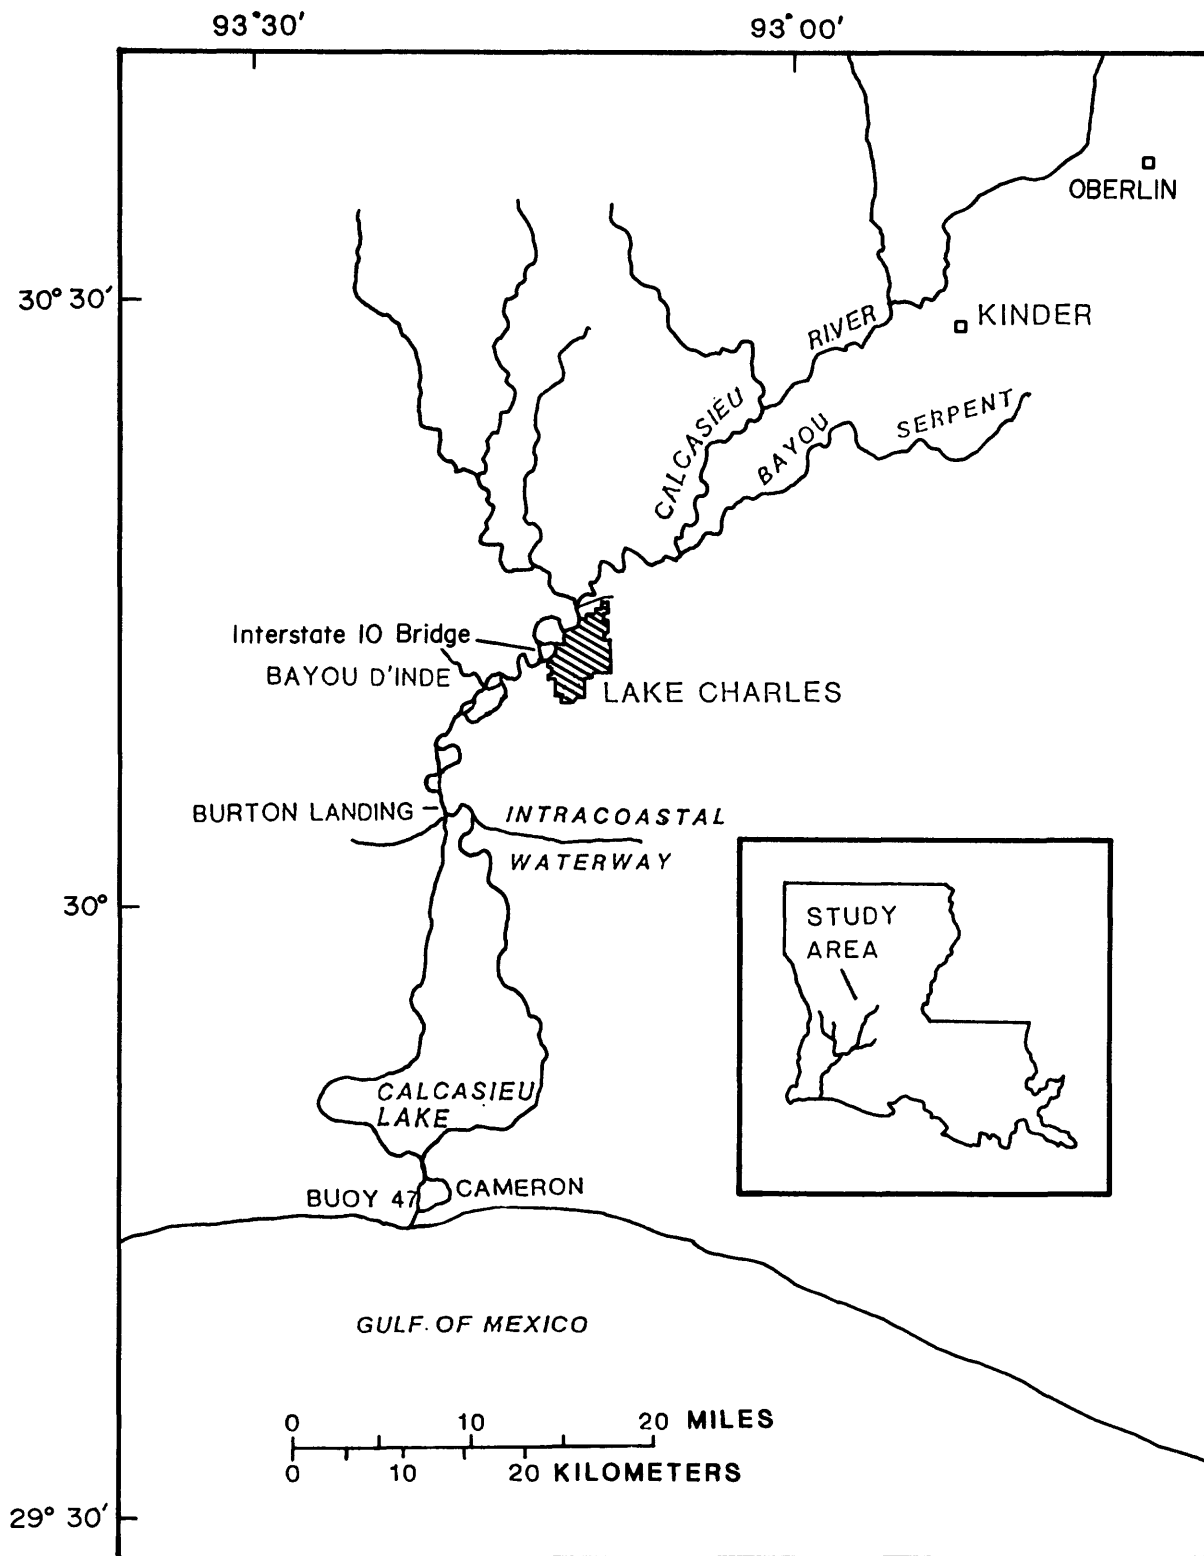 93°30' 93°00'
OBERLIN
30°30'
KINDER
RIVER
CALCASIEU
BAYOU
SERPENT
Interstate 10 Bridge
BAYOU D'INDE
LAKE CHARLES
BURTON LANDING
INTRACOASTAL
WATERWAY
30°
STUDY
AREA
CALCASIEU
LAKE
BUOY 47
CAMERON
GULF OF MEXICO
0 10 20 MILES
0 10 20 KILOMETERS
29°30'